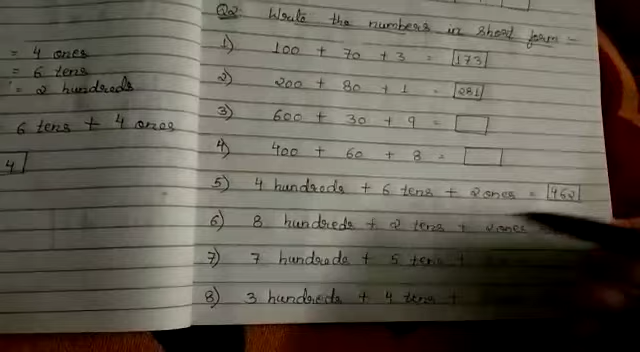 = 4 ones
= 6 tens
= 2 hundreds
6 tens + 4 ones
4
Q2 Write the numbers in short form -
1) 100 + 70 + 3 = 173
2) 200 + 80 + 1 = 281
3) 600 + 30 + 9 =
4) 400 + 60 + 8 =
5) 4 hundreds + 6 tens + 2 ones = 462
6) 8 hundreds + 2 tens + 2 ones
7) 7 hundreds + 5 tens +
8) 3 hundreds + 4 tens +